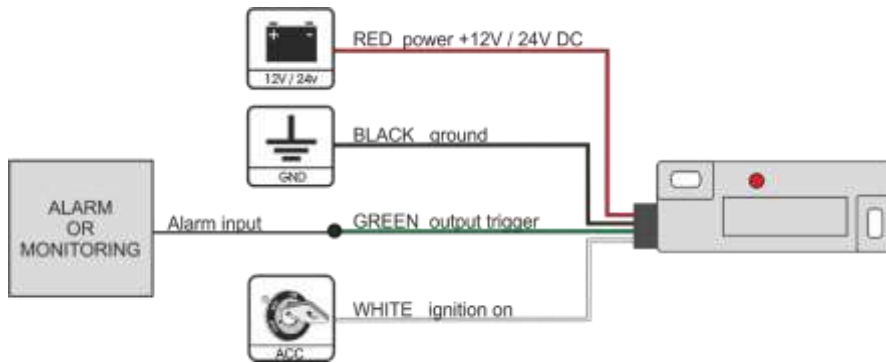 RED power +12V / 24V DC
12V / 24v
BLACK ground
GND
ALARM
OR
MONITORING
Alarm input
GREEN output trigger
WHITE ignition on
ACC